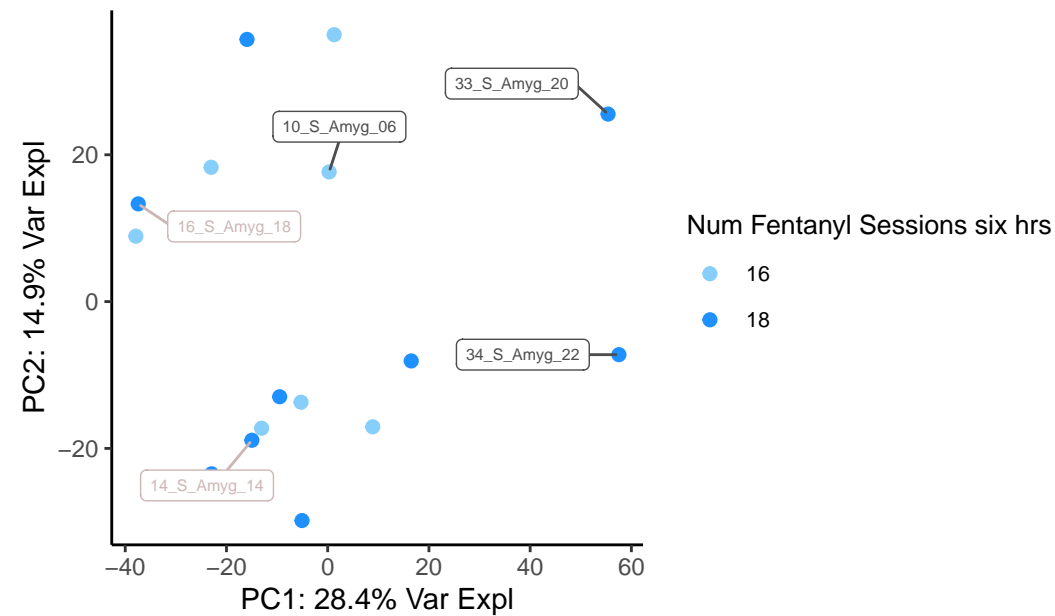 33_S_Amyg_20
10_S_Amyg_06
16_S_Amyg_18
34_S_Amyg_22
14_S_Amyg_14
20
0
−20
PC2: 14.9% Var Expl
−40 −20 0 20 40 60
PC1: 28.4% Var Expl
Num Fentanyl Sessions six hrs
16
18